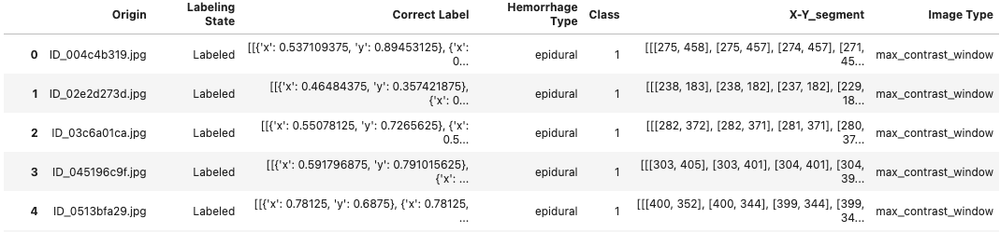 Origin Labeling State Correct Label Hemorrhage Type Class X-Y_segment Image Type
0 ID_004c4b319.jpg Labeled [[{'x': 0.537109375, 'y': 0.89453125}, {'x': 0... epidural 1 [[[275, 458], [275, 457], [274, 457], [271, 45... max_contrast_window
1 ID_02e2d273d.jpg Labeled [[{'x': 0.46484375, 'y': 0.357421875}, {'x': 0... epidural 1 [[[238, 183], [238, 182], [237, 182], [229, 18... max_contrast_window
2 ID_03c6a01ca.jpg Labeled [[{'x': 0.55078125, 'y': 0.7265625}, {'x': 0.5... epidural 1 [[[282, 372], [282, 371], [281, 371], [280, 37... max_contrast_window
3 ID_045196c9f.jpg Labeled [[{'x': 0.591796875, 'y': 0.791015625}, {'x': ... epidural 1 [[[303, 405], [303, 401], [304, 401], [304, 39... max_contrast_window
4 ID_0513bfa29.jpg Labeled [[{'x': 0.78125, 'y': 0.6875}, {'x': 0.78125, ... epidural 1 [[[400, 352], [400, 344], [399, 344], [399, 34... max_contrast_window